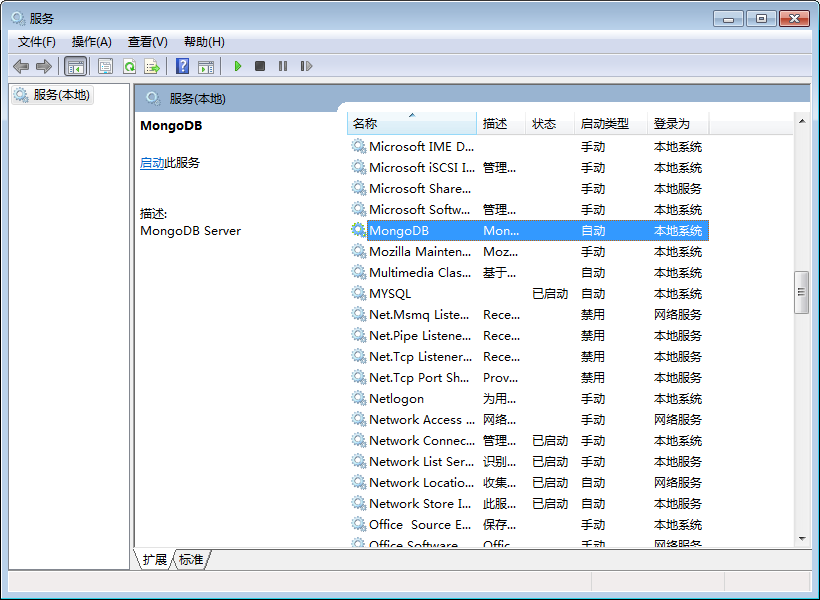 服务
文件(F) 操作(A) 查看(V) 帮助(H)
服务(本地)
服务(本地)
MongoDB
启动此服务
描述:
MongoDB Server
名称 描述 状态 启动类型 登录为
Microsoft IME D... 手动 本地系统
Microsoft iSCSI I... 管理... 手动 本地系统
Microsoft Share... 手动 本地服务
Microsoft Softw... 管理... 手动 本地系统
MongoDB Mon... 自动 本地系统
Mozilla Mainten... Moz... 手动 本地系统
Multimedia Clas... 基于... 自动 本地系统
MYSQL 已启动 自动 本地系统
Net.Msmq Liste... Rece... 禁用 网络服务
Net.Pipe Listene... Rece... 禁用 本地服务
Net.Tcp Listener... Rece... 禁用 本地服务
Net.Tcp Port Sh... Prov... 禁用 本地服务
Netlogon 为用... 手动 本地系统
Network Access ... 网络... 手动 网络服务
Network Connec... 管理... 已启动 手动 本地系统
Network List Ser... 识别... 已启动 手动 本地服务
Network Locatio... 收集... 已启动 自动 网络服务
Network Store I... 此服... 已启动 自动 本地服务
Office Source E... 保存... 手动 本地系统
Office Software Offic 手动 网络服务
扩展 标准